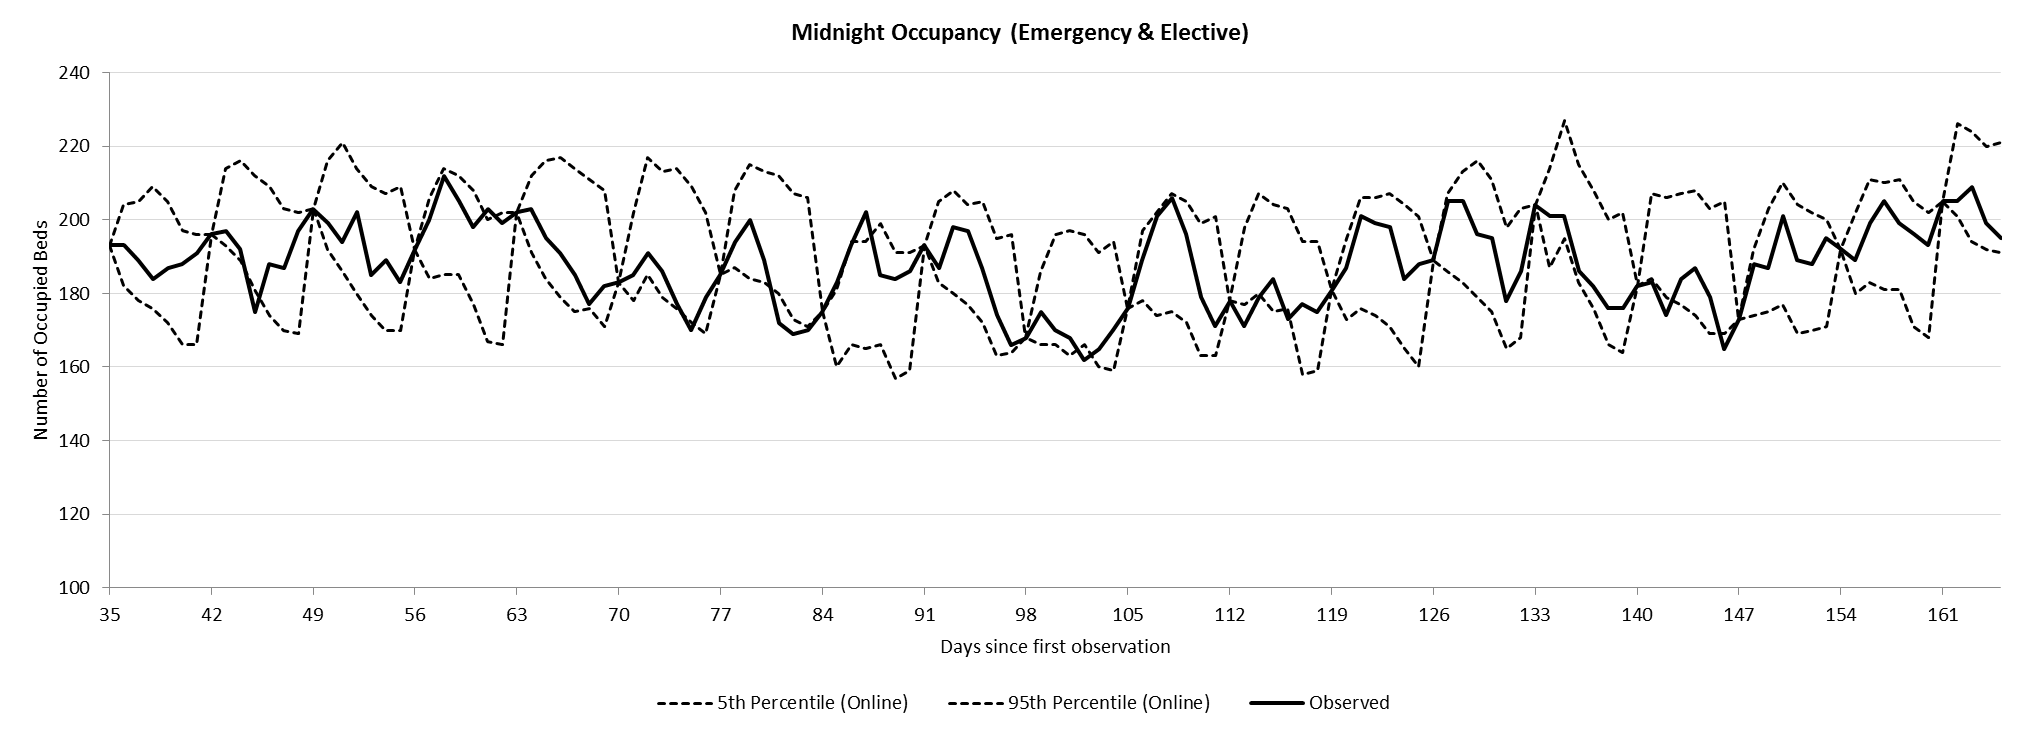 Midnight Occupancy (Emergency & Elective)
240
220
200
180
160
140
120
100
Number of Occupied Beds
35 42 49 56 63 70 77 84 91 98 105 112 119 126 133 140 147 154 161
Days since first observation
5th Percentile (Online) 95th Percentile (Online) Observed